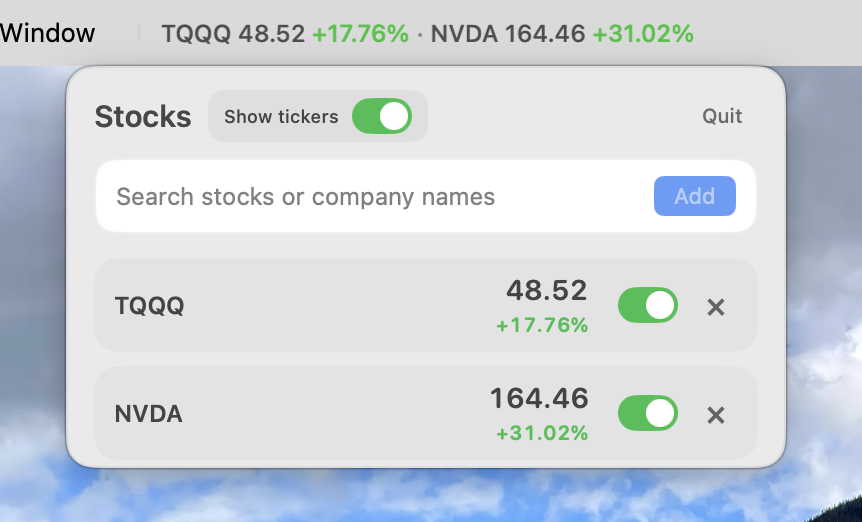 Window TQQQ 48.52 +17.76% · NVDA 164.46 +31.02%
Stocks Show tickers Quit
Search stocks or company names Add
TQQQ 48.52
+17.76%
NVDA 164.46
+31.02%